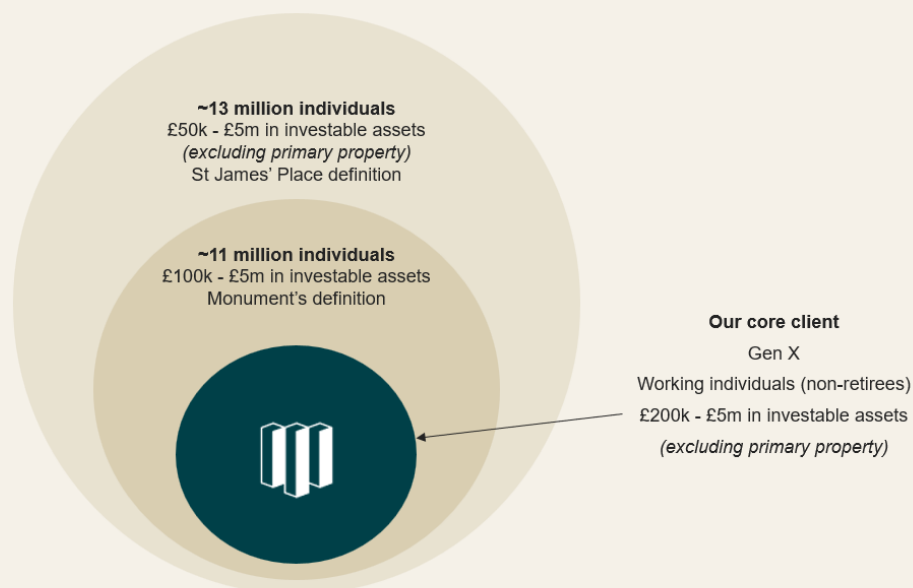 ~13 million individuals
£50k - £5m in investable assets
(excluding primary property)
St James’ Place definition
~11 million individuals
£100k - £5m in investable assets
Monument’s definition
Our core client
Gen X
Working individuals (non-retirees)
£200k - £5m in investable assets
(excluding primary property)